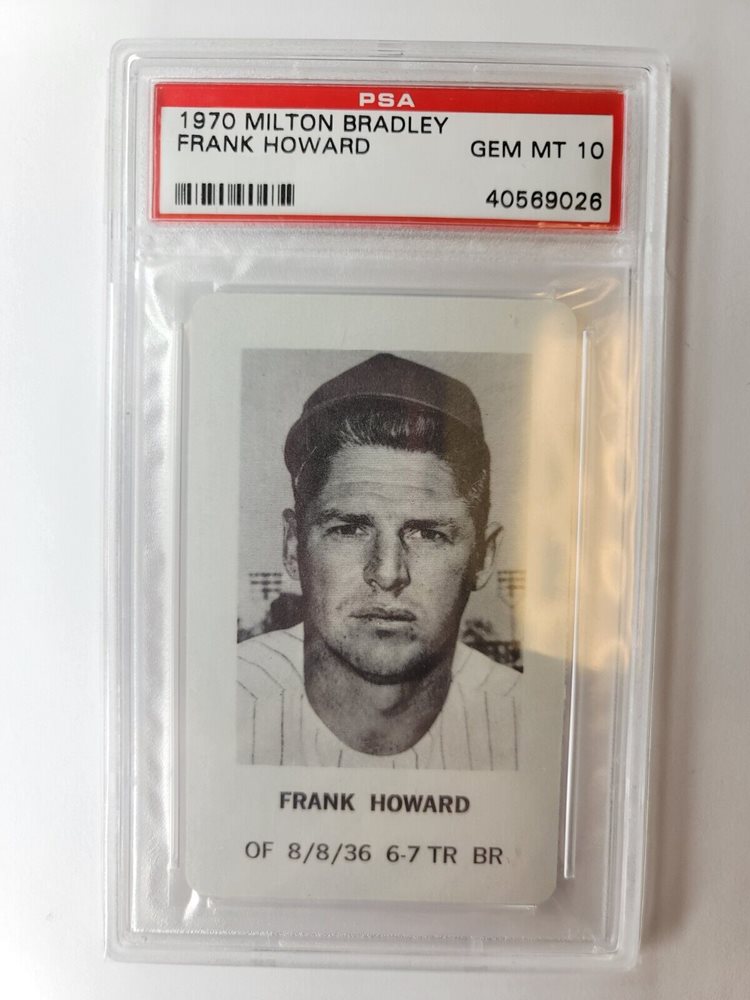 PSA
1970 MILTON BRADLEY
FRANK HOWARD GEM MT 10
40569026
FRANK HOWARD
OF 8/8/36 6-7 TR BR